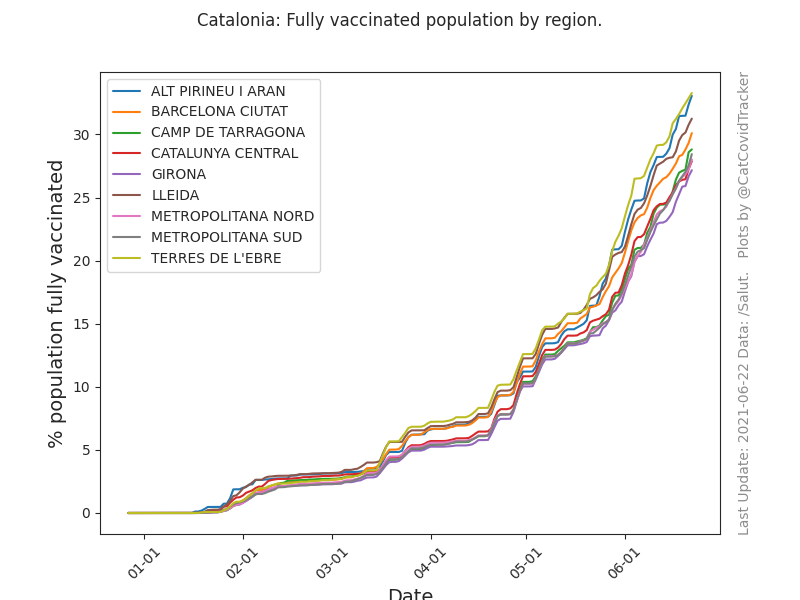 Catalonia: Fully vaccinated population by region.
ALT PIRINEU I ARAN
BARCELONA CIUTAT
CAMP DE TARRAGONA
CATALUNYA CENTRAL
GIRONA
LLEIDA
METROPOLITANA NORD
METROPOLITANA SUD
TERRES DE L'EBRE
% population fully vaccinated
30
25
20
15
10
5
0
01-01
02-01
03-01
04-01
05-01
06-01
Date
Last Update: 2021-06-22 Data: /Salut. Plots by @CatCovidTracker